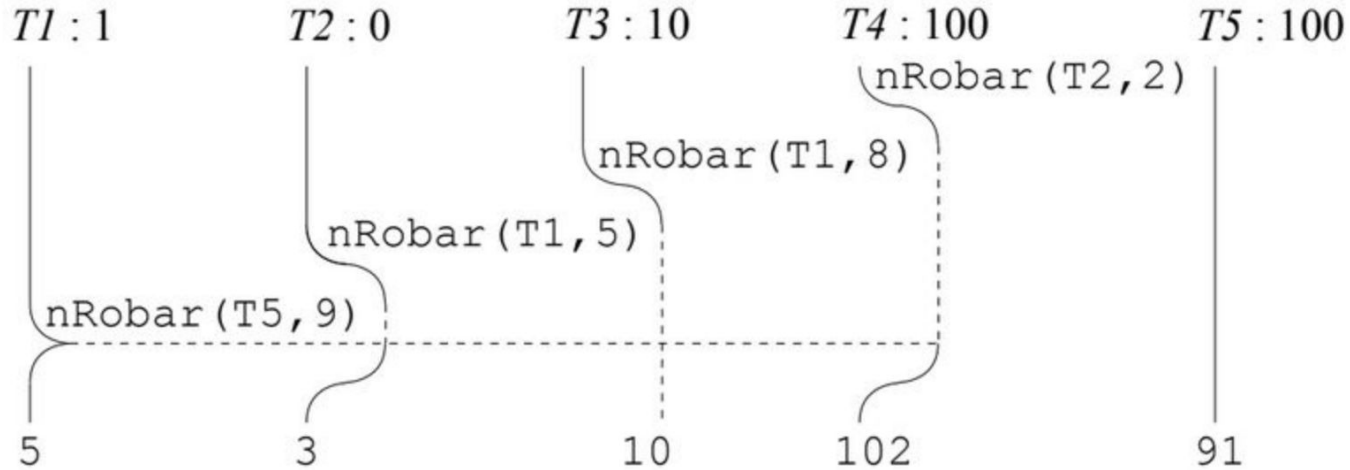 T1 : 1 T2 : 0 T3 : 10 T4 : 100 T5 : 100
nRobar(T2,2)
nRobar(T1,8)
nRobar(T1,5)
nRobar(T5,9)
5 3 10 102 91